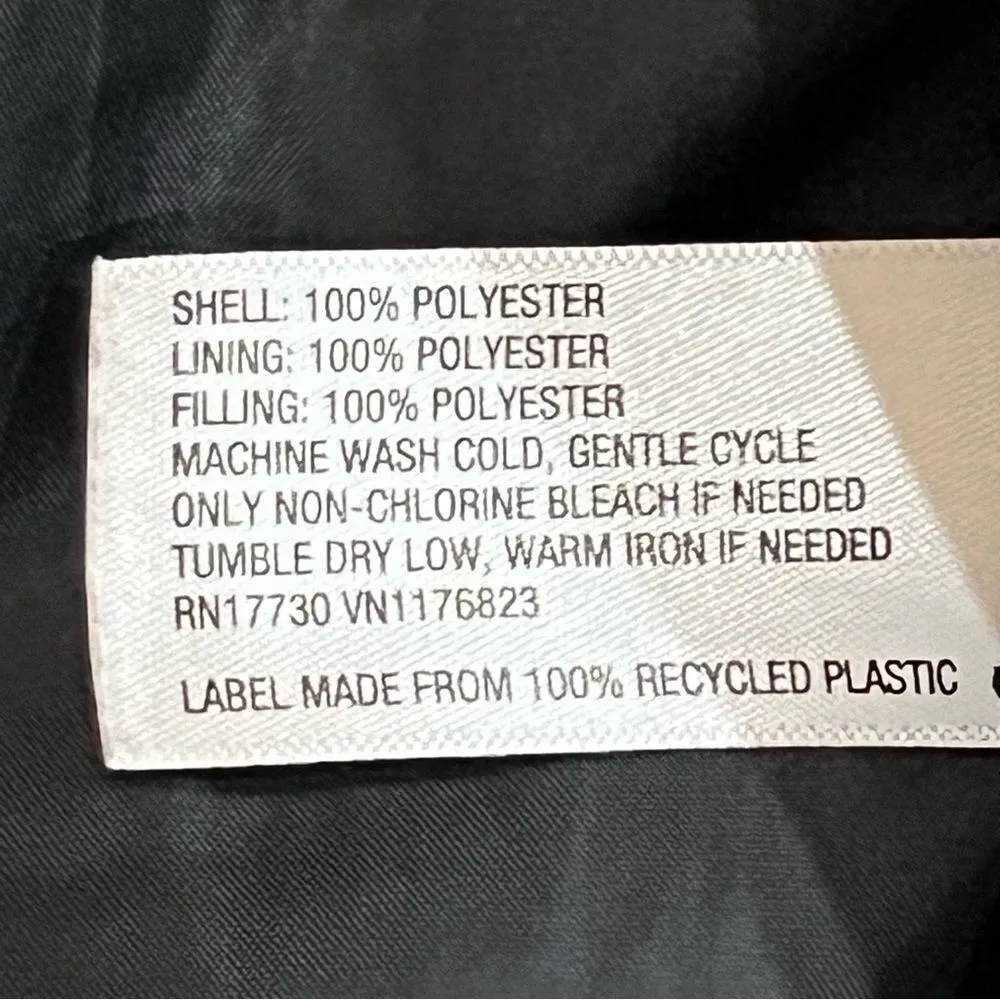 SHELL: 100% POLYESTER
LINING: 100% POLYESTER
FILLING: 100% POLYESTER
MACHINE WASH COLD, GENTLE CYCLE
ONLY NON-CHLORINE BLEACH IF NEEDED
TUMBLE DRY LOW, WARM IRON IF NEEDED
RN17730 VN1176823
LABEL MADE FROM 100% RECYCLED PLASTIC